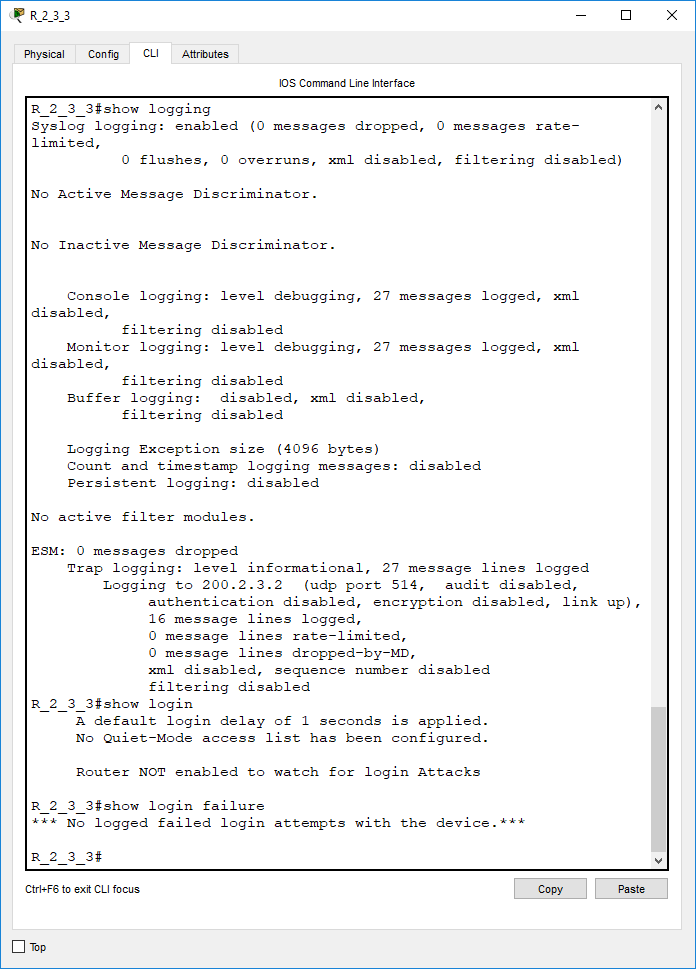 R_2_3_3
Physical Config CLI Attributes
IOS Command Line Interface
R_2_3_3#show logging
Syslog logging: enabled (0 messages dropped, 0 messages rate-
limited,
          0 flushes, 0 overruns, xml disabled, filtering disabled)
No Active Message Discriminator.
No Inactive Message Discriminator.
    Console logging: level debugging, 27 messages logged, xml
disabled,
          filtering disabled
    Monitor logging: level debugging, 27 messages logged, xml
disabled,
          filtering disabled
    Buffer logging:  disabled, xml disabled,
          filtering disabled
    Logging Exception size (4096 bytes)
    Count and timestamp logging messages: disabled
    Persistent logging: disabled
No active filter modules.
ESM: 0 messages dropped
    Trap logging: level informational, 27 message lines logged
        Logging to 200.2.3.2  (udp port 514,  audit disabled,
             authentication disabled, encryption disabled, link up),
             16 message lines logged,
             0 message lines rate-limited,
             0 message lines dropped-by-MD,
             xml disabled, sequence number disabled
             filtering disabled
R_2_3_3#show login
     A default login delay of 1 seconds is applied.
     No Quiet-Mode access list has been configured.
     Router NOT enabled to watch for login Attacks
R_2_3_3#show login failure
*** No logged failed login attempts with the device.***
R_2_3_3#
Ctrl+F6 to exit CLI focus
Copy Paste
Top